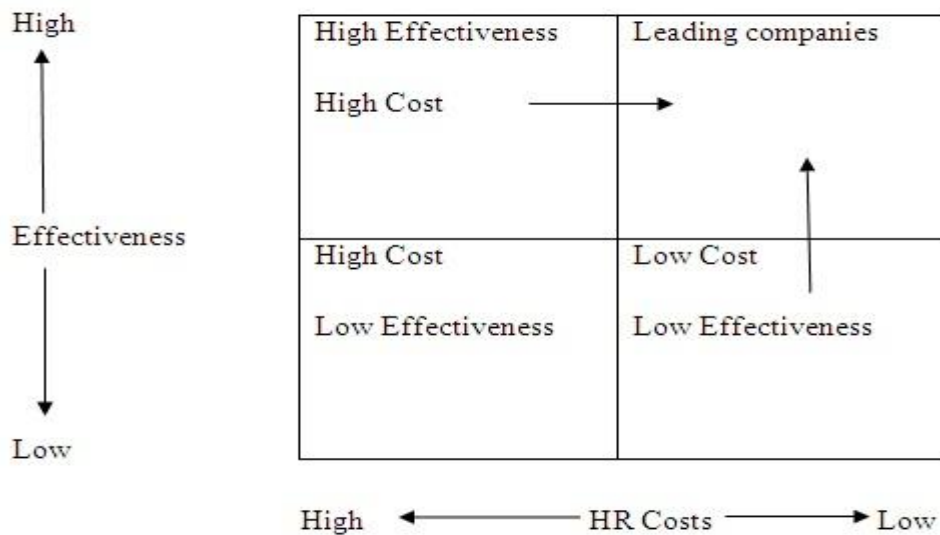 High
Effectiveness
Low
High Effectiveness
High Cost
Leading companies
High Cost
Low Effectiveness
Low Cost
Low Effectiveness
High
HR Costs
Low